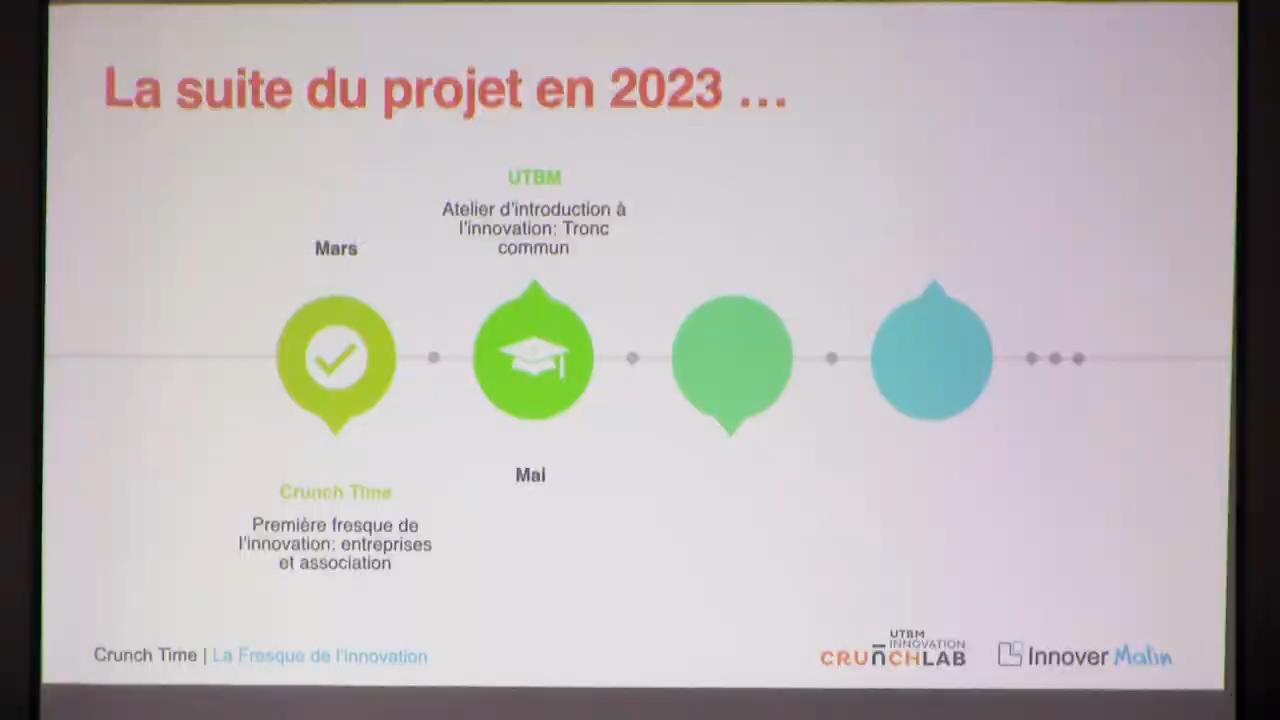 La suite du projet en 2023 ...
UTBM
Atelier d'introduction à
l'innovation: Tronc
commun
Mars
Mai
Crunch Time
Première fresque de
l'innovation: entreprises
et association
Crunch Time | La Fresque de l'innovation
UTBM
INNOVATION
CRUNCHLAB
Innover Malin